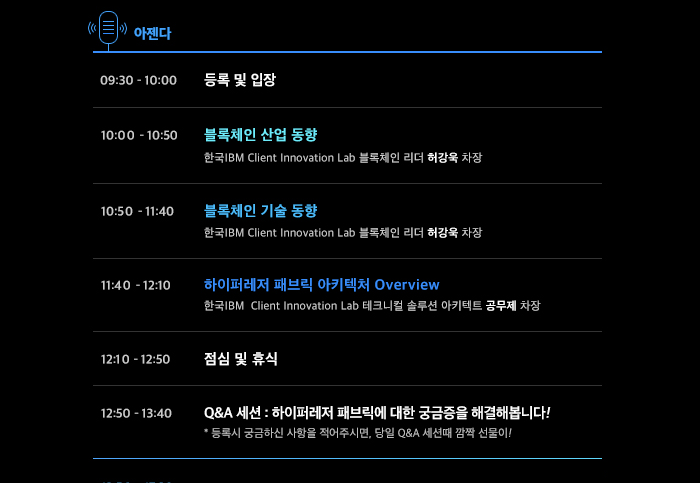 아젠다
09:30 - 10:00 등록 및 입장
10:00 - 10:50 블록체인 산업 동향
한국IBM Client Innovation Lab 블록체인 리더 허강욱 차장
10:50 - 11:40 블록체인 기술 동향
한국IBM Client Innovation Lab 블록체인 리더 허강욱 차장
11:40 - 12:10 하이퍼레저 패브릭 아키텍처 Overview
한국IBM Client Innovation Lab 테크니컬 솔루션 아키텍트 공무제 차장
12:10 - 12:50 점심 및 휴식
12:50 - 13:40 Q&A 세션 : 하이퍼레저 패브릭에 대한 궁금증을 해결해봅니다!
* 등록시 궁금하신 사항을 적어주시면, 당일 Q&A 세션때 깜짝 선물이!